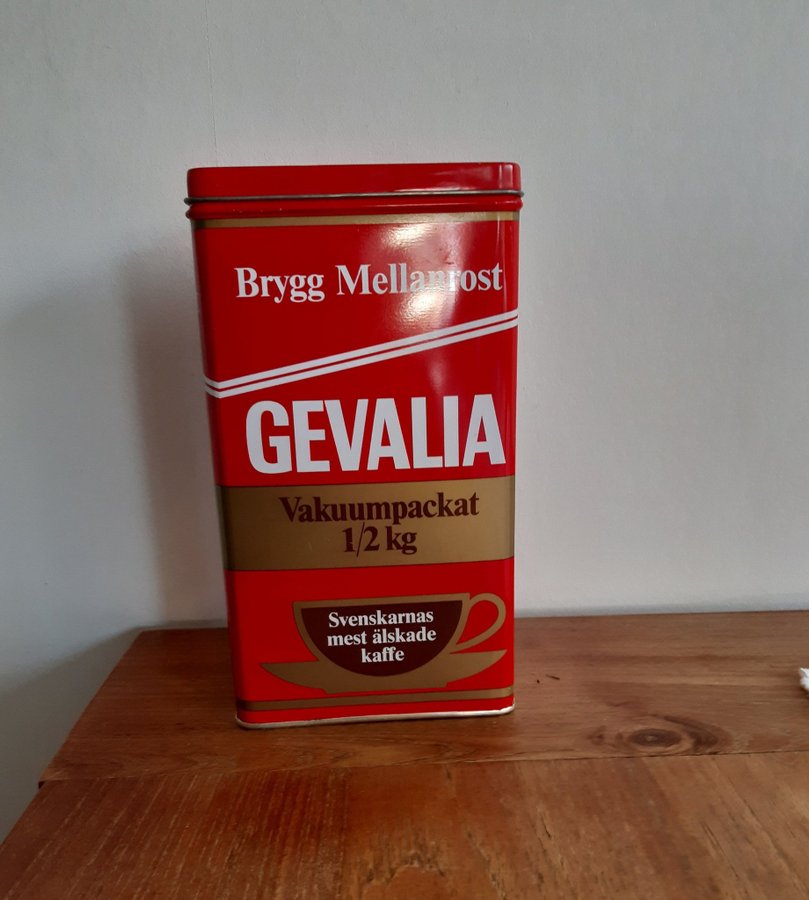 Brygg Mellanrost
GEVALIA
Vakuumpackat
1/2 kg
Svenskarnas
mest älskade
kaffe